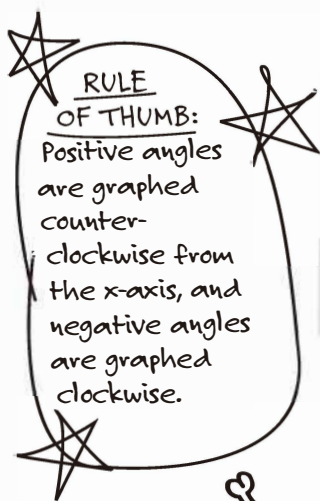 RULE
OF THUMB:
Positive angles
are graphed
counter-
clockwise from
the x-axis, and
negative angles
are graphed
clockwise.